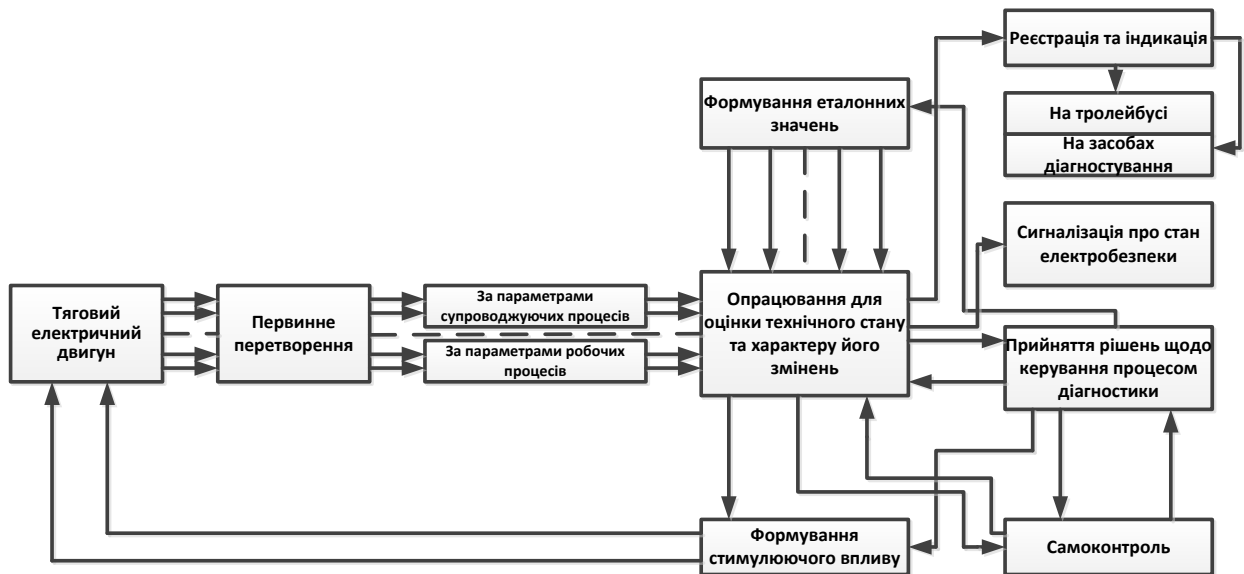 Реєстрація та індикація
Формування еталонних
значень
На тролейбусі
На засобах
діагностування
Сигналізація про стан
електробезпеки
Тяговий
електричний
двигун
Первинне
перетворення
За параметрами
супроводжуючих процесів
За параметрами робочих
процесів
Опрацювання для
оцінки технічного стану
та характеру його
змінень
Прийняття рішень щодо
керування процесом
діагностики
Формування
стимулюючого впливу
Самоконтроль